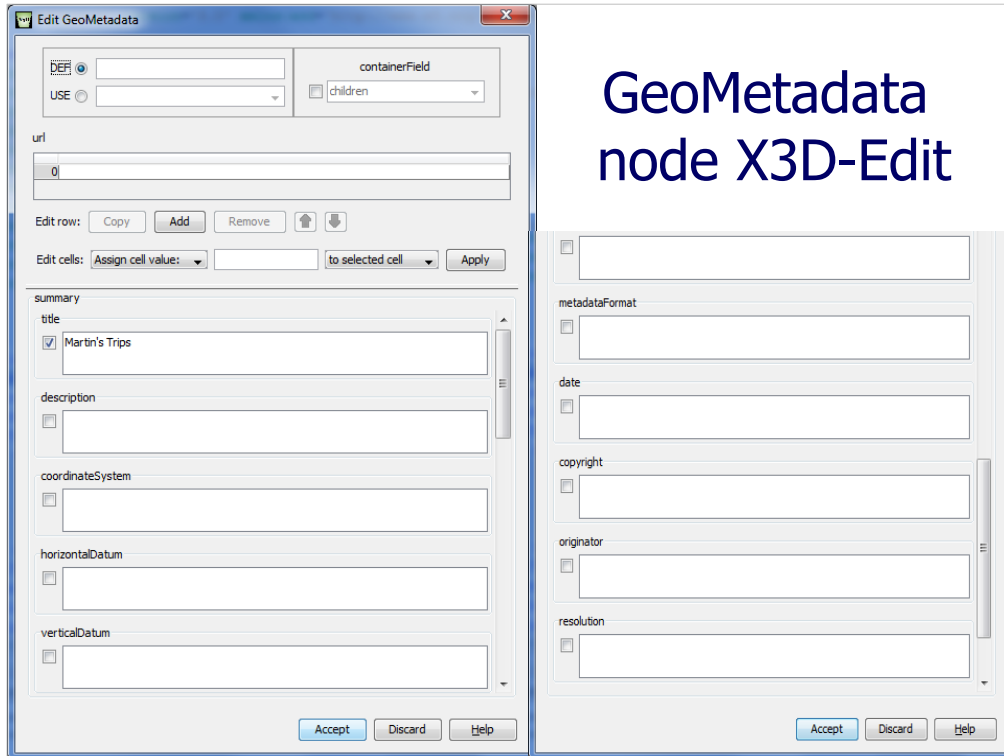 Edit GeoMetadata
DEF
USE
containerField
children
url
0
Edit row: Copy Add Remove
Edit cells: Assign cell value: to selected cell Apply
summary
title
Martin's Trips
description
coordinateSystem
horizontalDatum
verticalDatum
Accept Discard Help
GeoMetadata
node X3D-Edit
metadataFormat
date
copyright
originator
resolution
Accept Discard Help